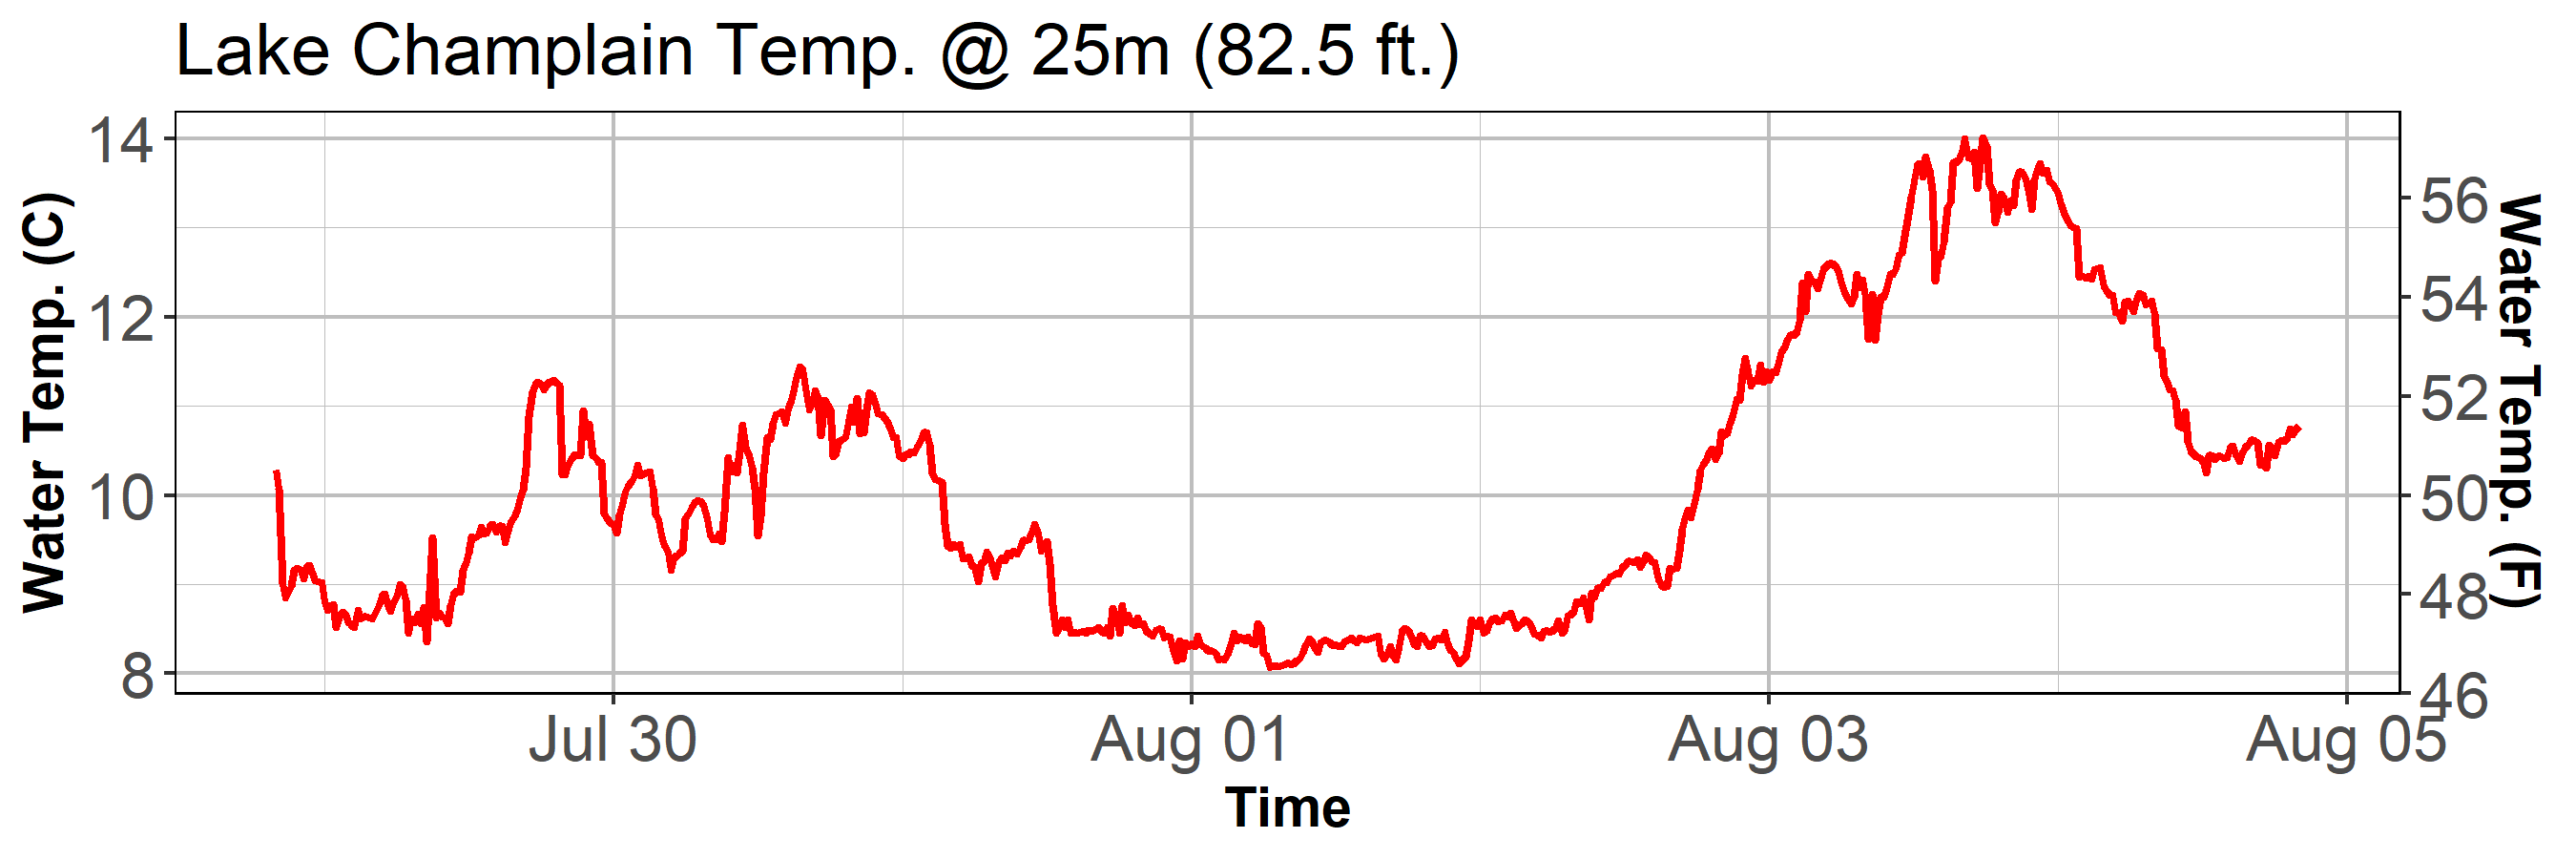 Lake Champlain Temp. @ 25m (82.5 ft.)
Water Temp. (C)
14
12
10
8
56
54
52
50
48
46
Water Temp. (F)
Jul 30
Aug 01
Aug 03
Aug 05
Time